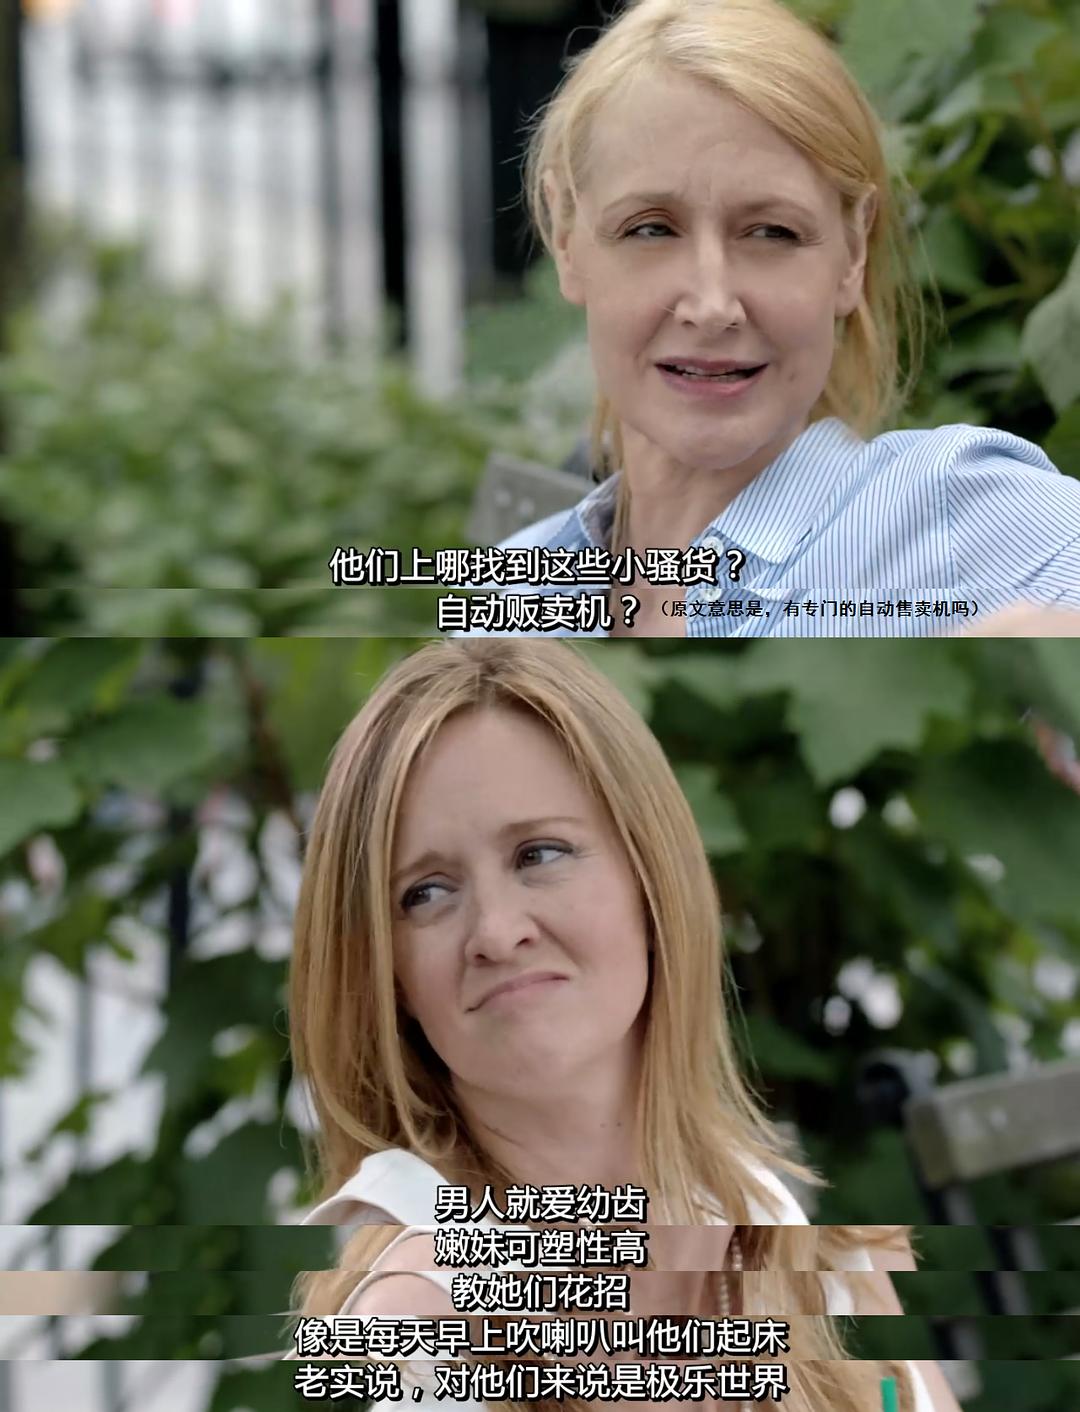 他们上哪找到这些小骚货？
自动贩卖机？（原文意思是，有专门的自动售卖机吗）
男人就爱幼齿
嫩妹可塑性高
教她们花招
像是每天早上吹喇叭叫他们起床
老实说，对他们来说是极乐世界